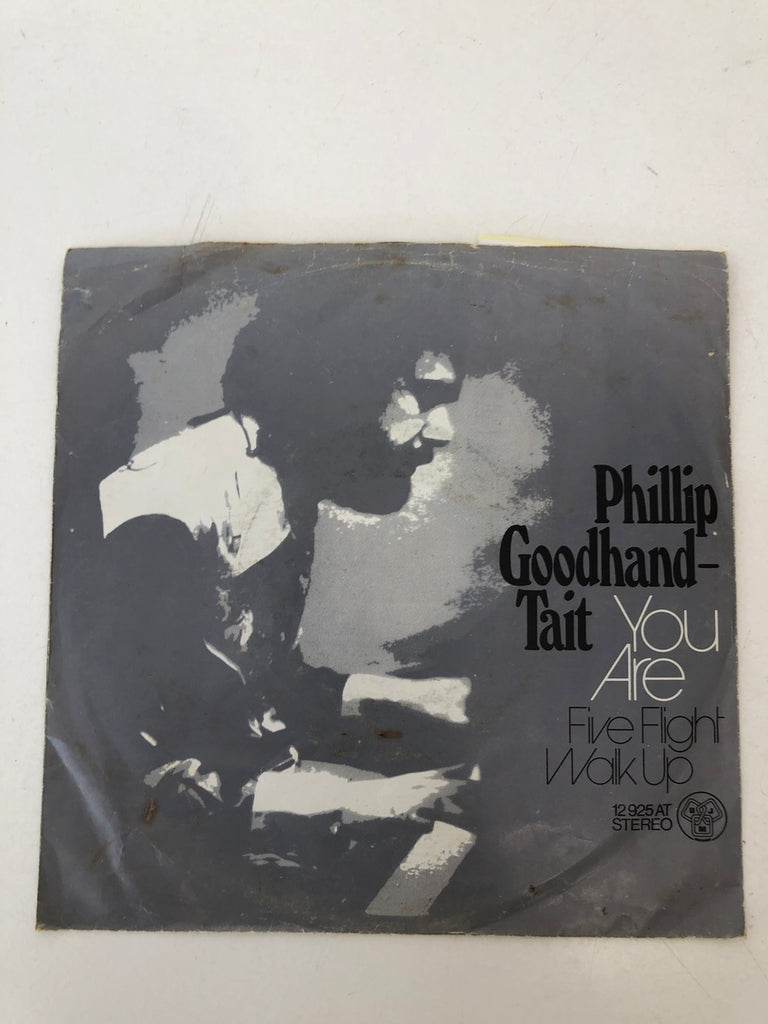 Phillip
Goodhand-
Tait You
Are
Five Flight
Walk Up
12 925 AT
STEREO
D J
M